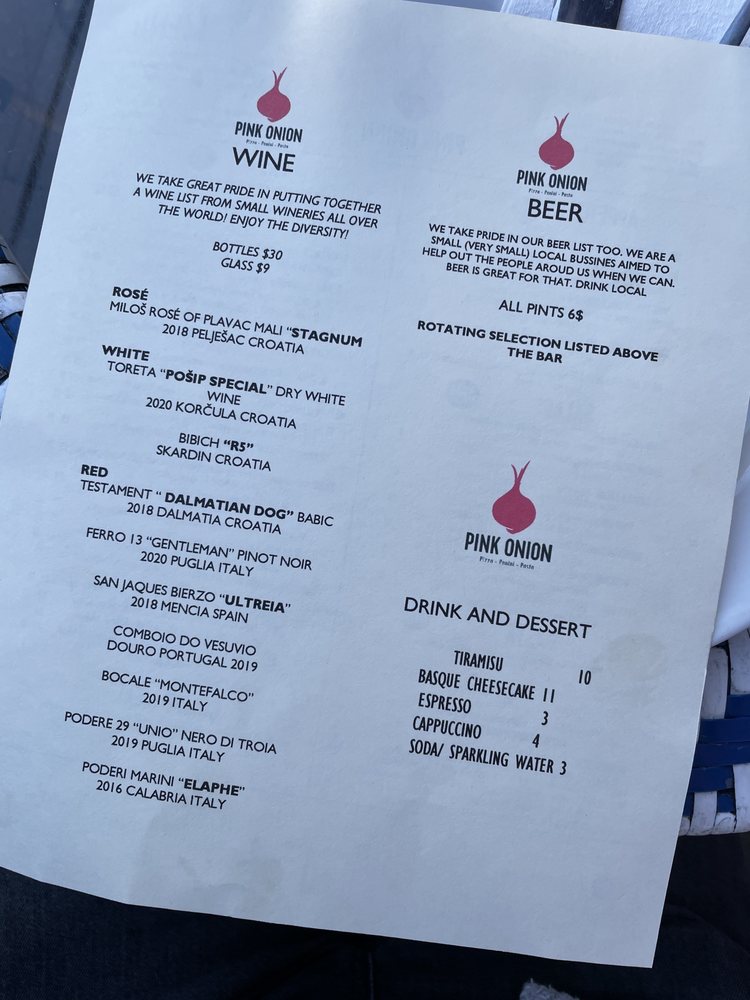 PINK ONION
Pizza - Panini - Pasta
WINE
WE TAKE GREAT PRIDE IN PUTTING TOGETHER
A WINE LIST FROM SMALL WINERIES ALL OVER
THE WORLD! ENJOY THE DIVERSITY!
BOTTLES $30
GLASS $9
ROSÉ
MILOŠ ROSÉ OF PLAVAC MALI "STAGNUM
2018 PELJEŠAC CROATIA
WHITE
TORETA "POŠIP SPECIAL" DRY WHITE
WINE
2020 KORČULA CROATIA
BIBICH "R5"
SKARDIN CROATIA
RED
TESTAMENT " DALMATIAN DOG" BABIC
2018 DALMATIA CROATIA
FERRO 13 "GENTLEMAN" PINOT NOIR
2020 PUGLIA ITALY
SAN JAQUES BIERZO "ULTREIA"
2018 MENCIA SPAIN
COMBOIO DO VESUVIO
DOURO PORTUGAL 2019
BOCALE "MONTEFALCO"
2019 ITALY
PODERE 29 "UNIO" NERO DI TROIA
2019 PUGLIA ITALY
PODERI MARINI "ELAPHE"
2016 CALABRIA ITALY
PINK ONION
Pizza - Panini - Pasta
BEER
WE TAKE PRIDE IN OUR BEER LIST TOO. WE ARE A
SMALL (VERY SMALL) LOCAL BUSSINES AIMED TO
HELP OUT THE PEOPLE AROUD US WHEN WE CAN.
BEER IS GREAT FOR THAT. DRINK LOCAL
ALL PINTS 6$
ROTATING SELECTION LISTED ABOVE
THE BAR
PINK ONION
Pizza - Panini - Pasta
DRINK AND DESSERT
TIRAMISU 10
BASQUE CHEESECAKE 11
ESPRESSO 3
CAPPUCCINO 4
SODA/ SPARKLING WATER 3